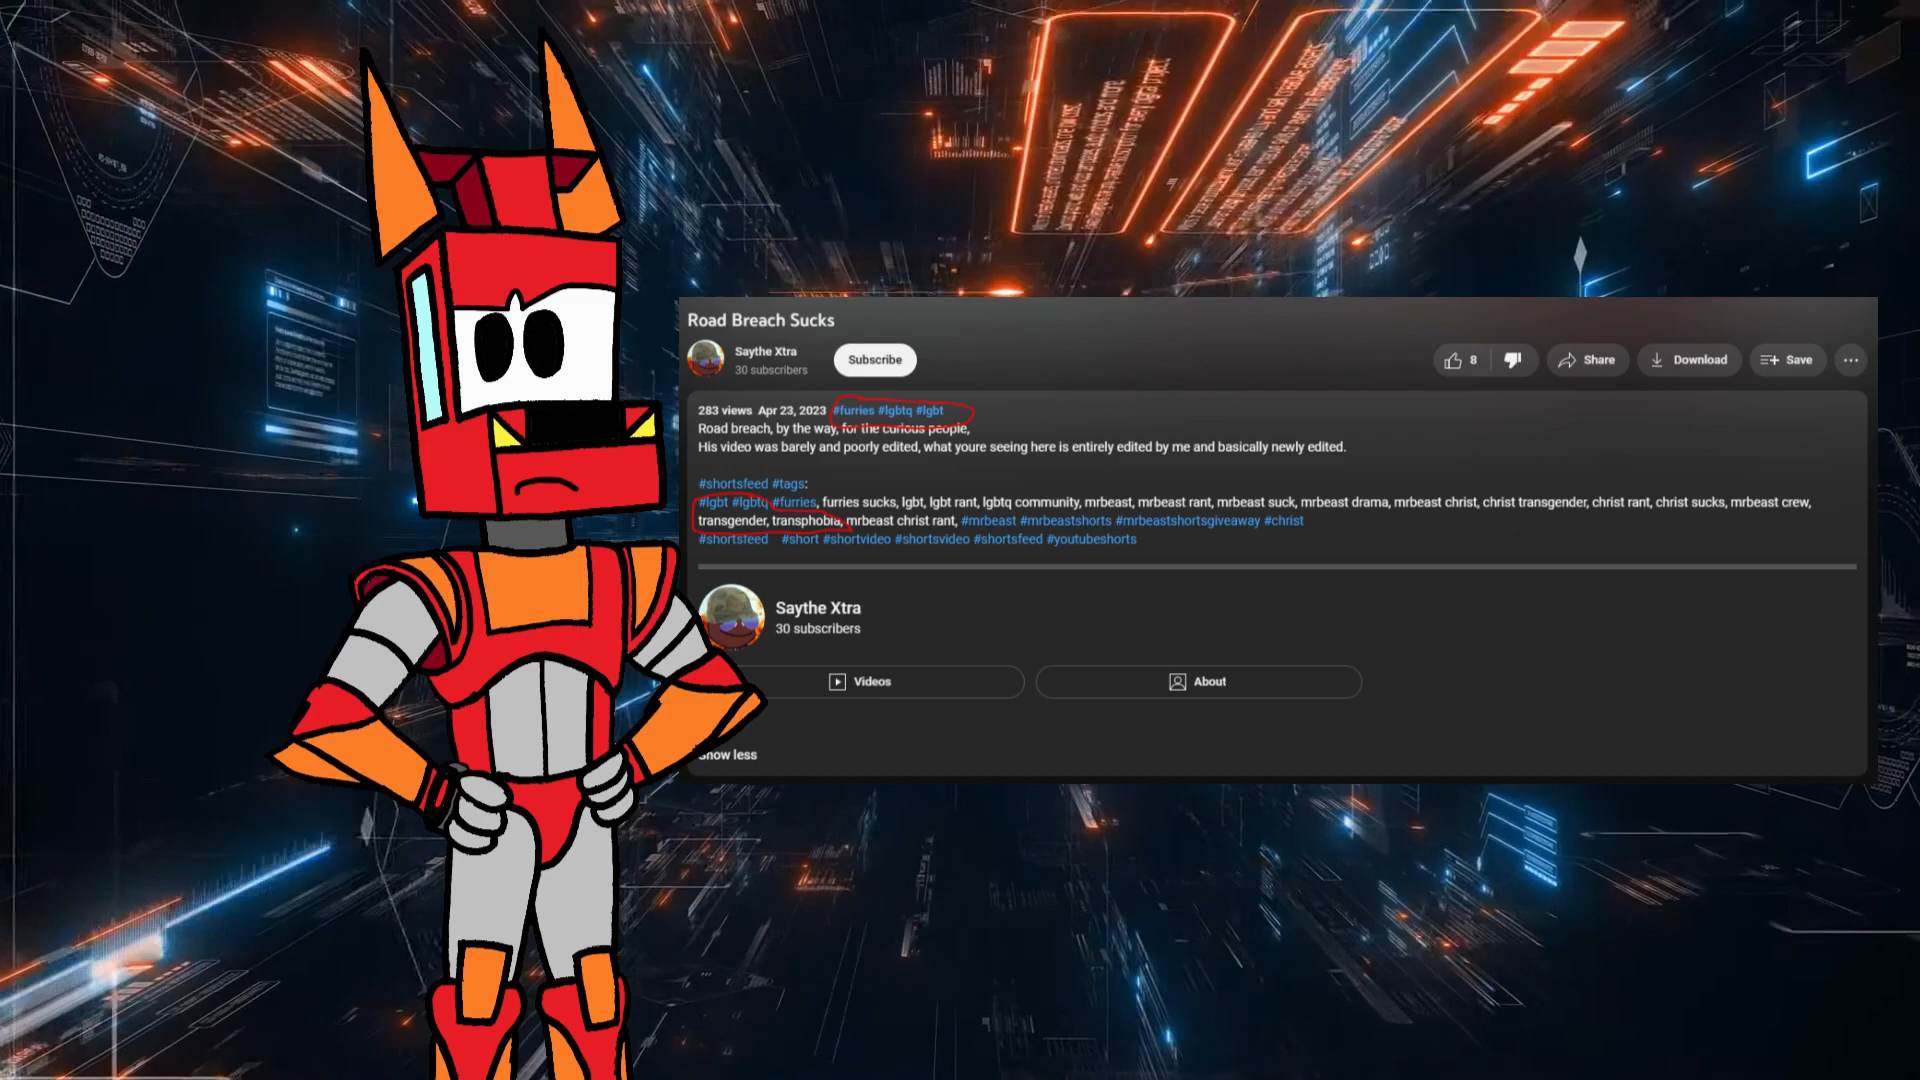 Road Breach Sucks
Saythe Xtra
30 subscribers
Subscribe
8
Share
Download
Save
283 views Apr 23, 2023 #furries #lgbtq #lgbt
Road breach, by the way, for the curious people,
His video was barely and poorly edited, what youre seeing here is entirely edited by me and basically newly edited.
#shortsfeed #tags:
#lgbt #lgbtq #furries, furries sucks, lgbt, lgbt rant, lgbtq community, mrbeast, mrbeast rant, mrbeast suck, mrbeast drama, mrbeast christ, christ transgender, christ rant, christ sucks, mrbeast crew,
transgender, transphobia, mrbeast christ rant, #mrbeast #mrbeastshorts #mrbeastshortsgiveaway #christ
#shortsfeed #short #shortvideo #shortsvideo #shortsfeed #youtubeshorts
Saythe Xtra
30 subscribers
Videos
About
Show less